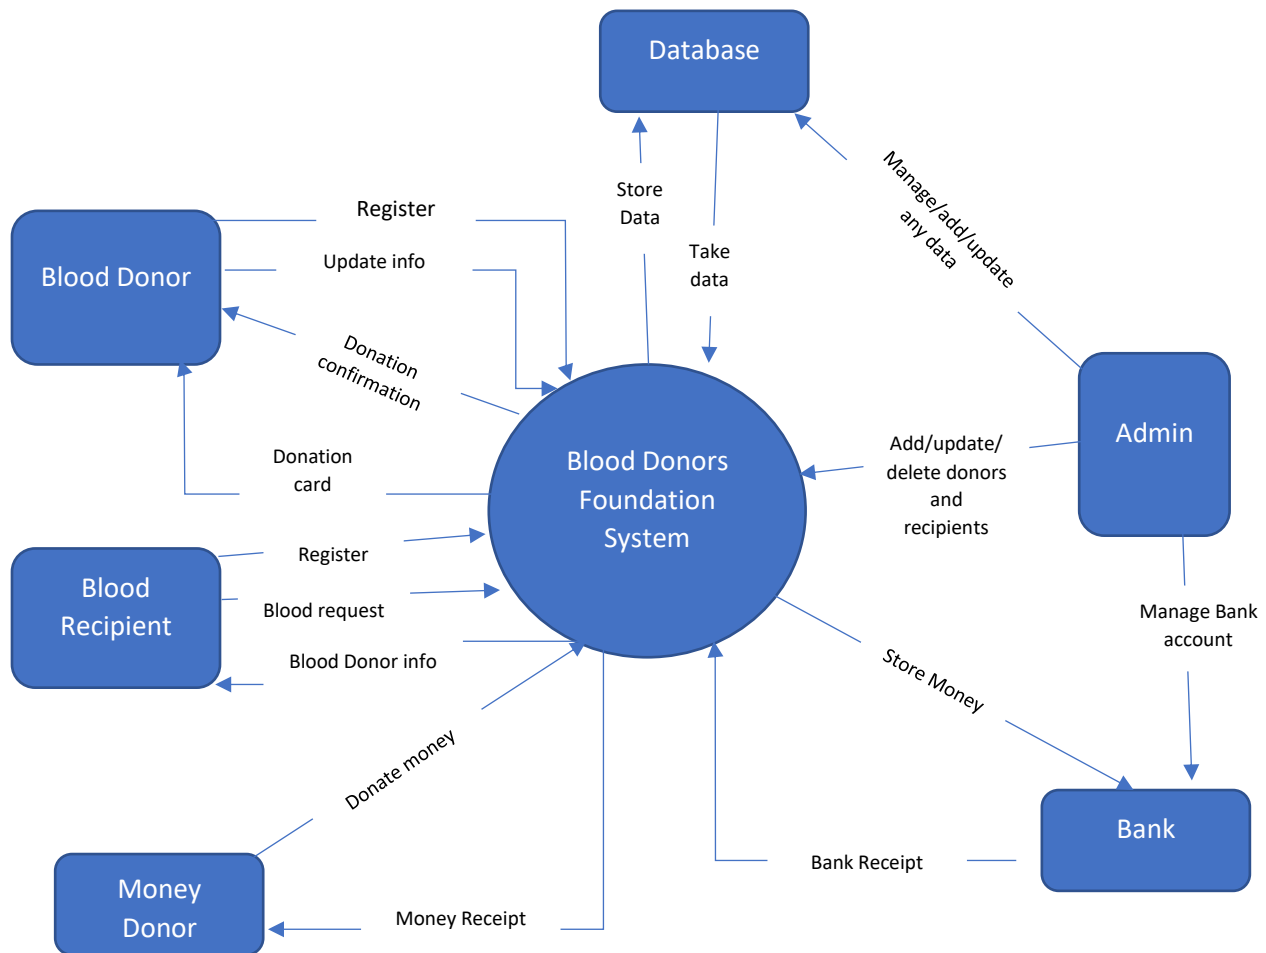 Database
Store
Data
Take
data
Manage/add/update
any data
Register
Update info
Blood Donor
Donation
confirmation
Donation
card
Admin
Add/update/
delete donors
and
recipients
Blood Donors
Foundation
System
Register
Blood request
Blood Donor info
Blood
Recipient
Manage Bank
account
Store Money
Donate money
Bank
Bank Receipt
Money
Donor
Money Receipt